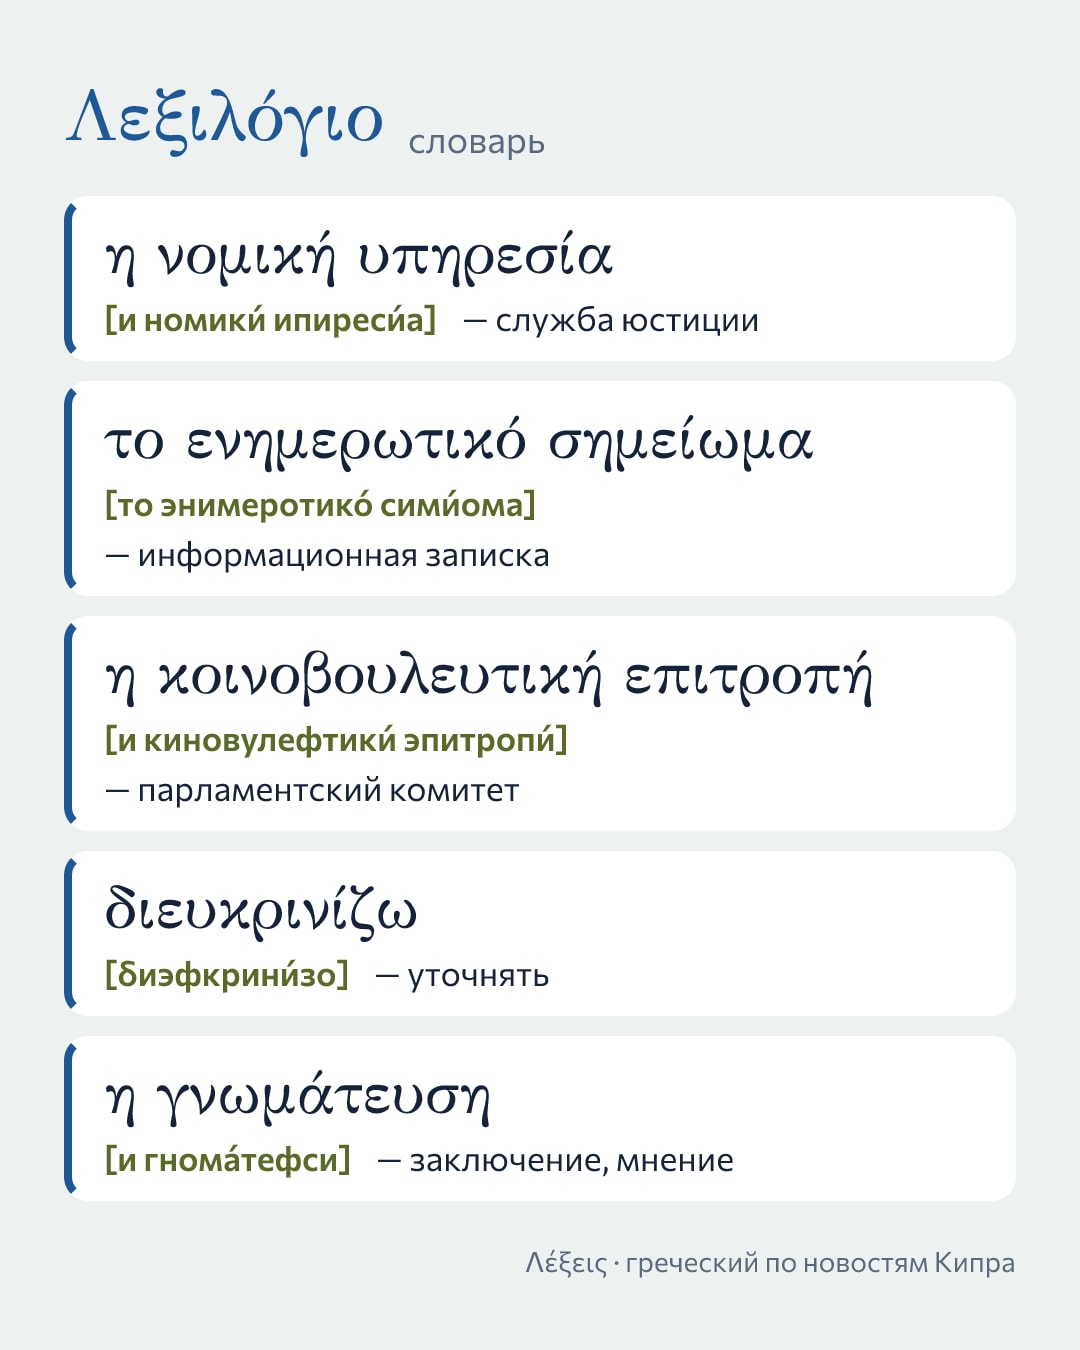 Λεξιλόγιο словарь
η νομική υπηρεσία
[и номики́ ипиреси́а] — служба юстиции
το ενημερωτικό σημείωμα
[то энимеротико́ сими́ома]
— информационная записка
η κοινοβουλευτική επιτροπή
[и киновулефтики́ эпитропи́]
— парламентский комитет
διευκρινίζω
[διэфкрини́зо] — уточнять
η γνωμάτευση
[и гнома́тефси] — заключение, мнение
Λέξεις · греческий по новостям Кипра